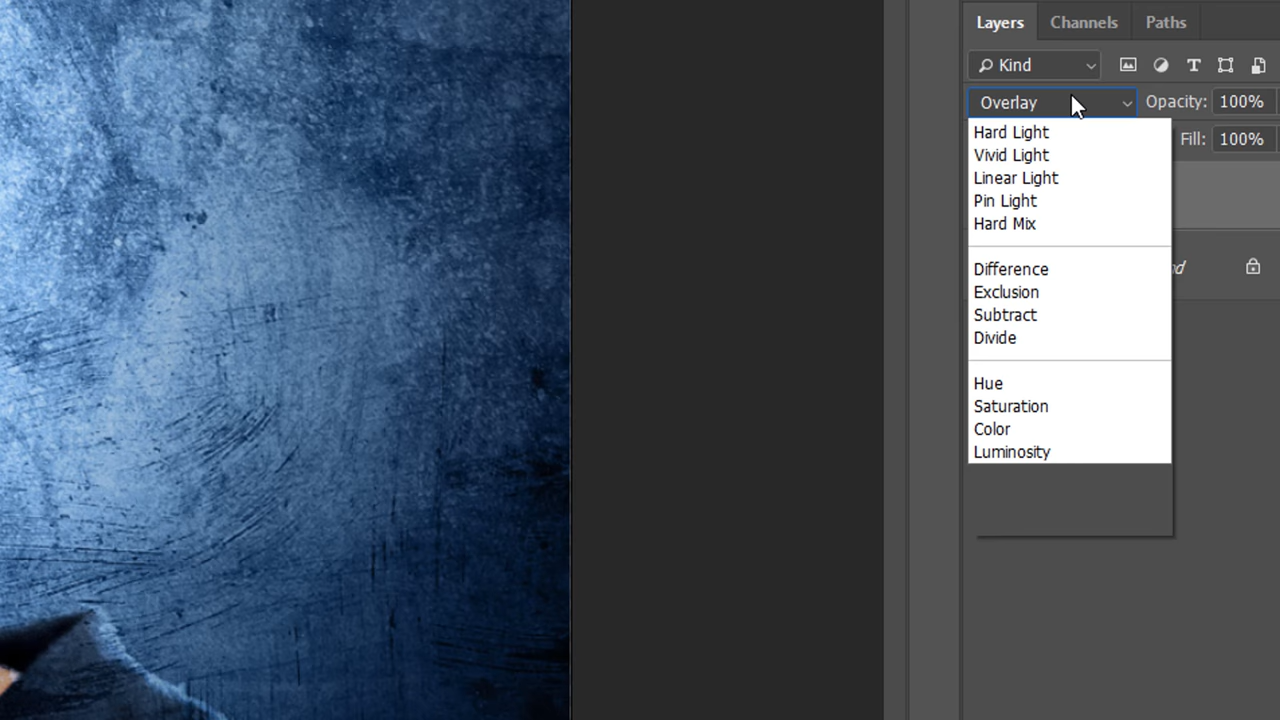 Layers Channels Paths
Kind T
Overlay Opacity: 100%
Hard Light
Fill: 100%
Vivid Light
Linear Light
Pin Light
Hard Mix
Difference
Exclusion
Subtract
Divide
Hue
Saturation
Color
Luminosity